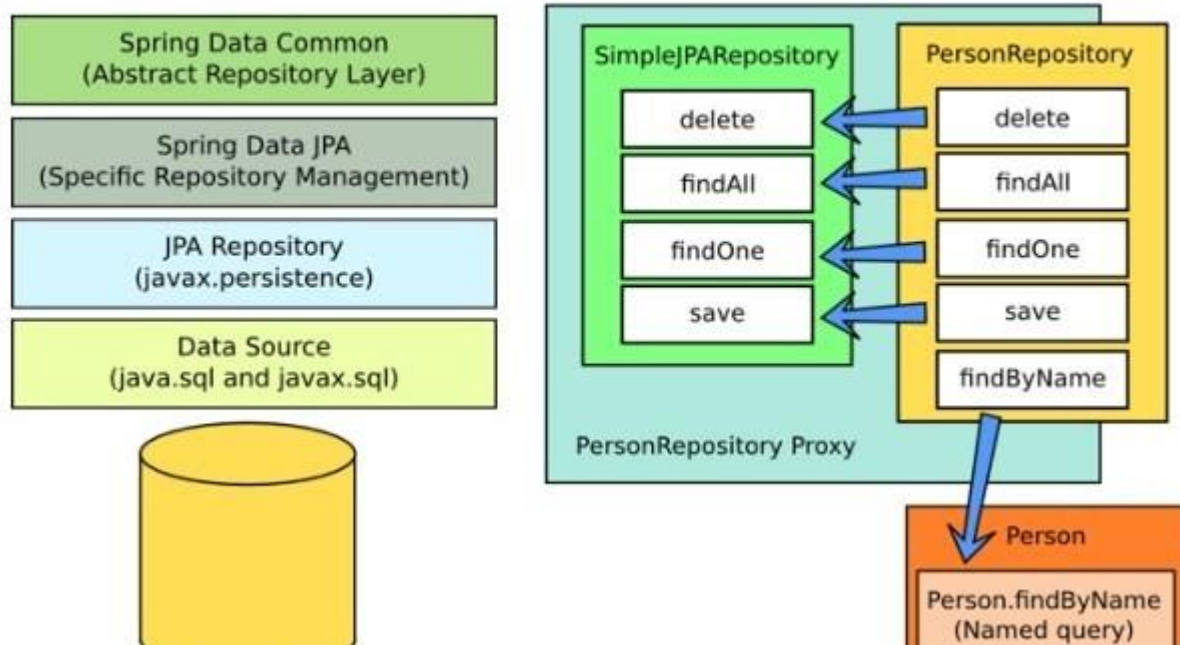 Spring Data Common
(Abstract Repository Layer)
Spring Data JPA
(Specific Repository Management)
JPA Repository
(javax.persistence)
Data Source
(java.sql and javax.sql)
SimpleJPARepository
delete
findAll
findOne
save
PersonRepository
delete
findAll
findOne
save
findByName
PersonRepository Proxy
Person
Person.findByName
(Named query)